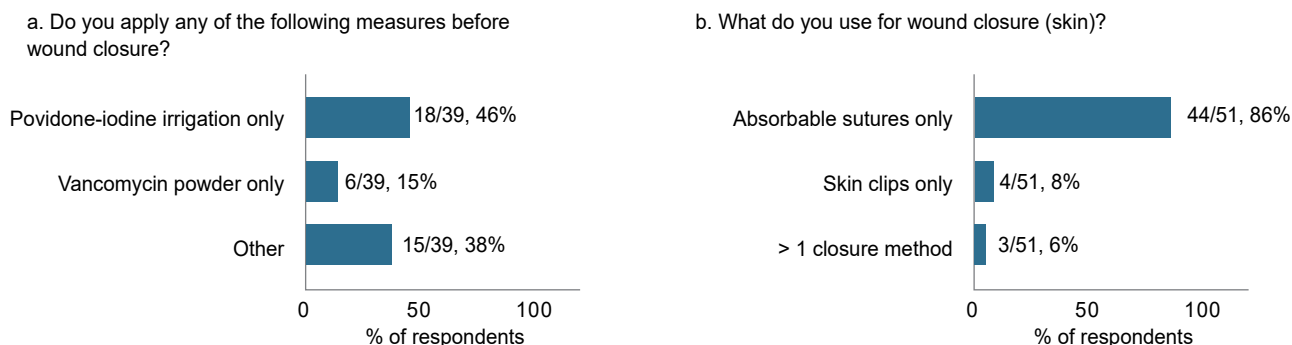 a. Do you apply any of the following measures before
wound closure?
Povidone-iodine irrigation only
18/39, 46%
Vancomycin powder only
6/39, 15%
Other
15/39, 38%
0 50 100
% of respondents
b. What do you use for wound closure (skin)?
Absorbable sutures only
44/51, 86%
Skin clips only
4/51, 8%
> 1 closure method
3/51, 6%
0 50 100
% of respondents